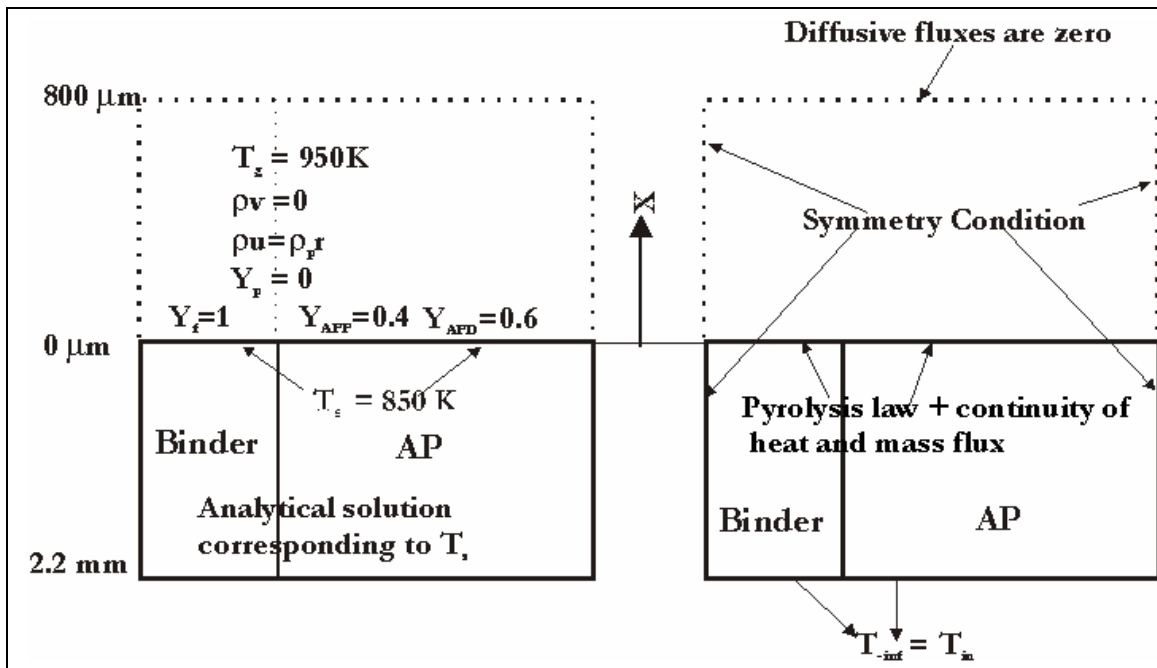 Diffusive fluxes are zero
800 μm
T_g = 950K
ρv =0
ρu=ρ_p r
Y_p = 0
Y_f=1 Y_APP=0.4 Y_APD=0.6
0 μm
X
Symmetry Condition
T_s = 850 K
Binder AP
Analytical solution
corresponding to T_s
2.2 mm
Pyrolysis law + continuity of
heat and mass flux
Binder AP
T_-inf = T_in